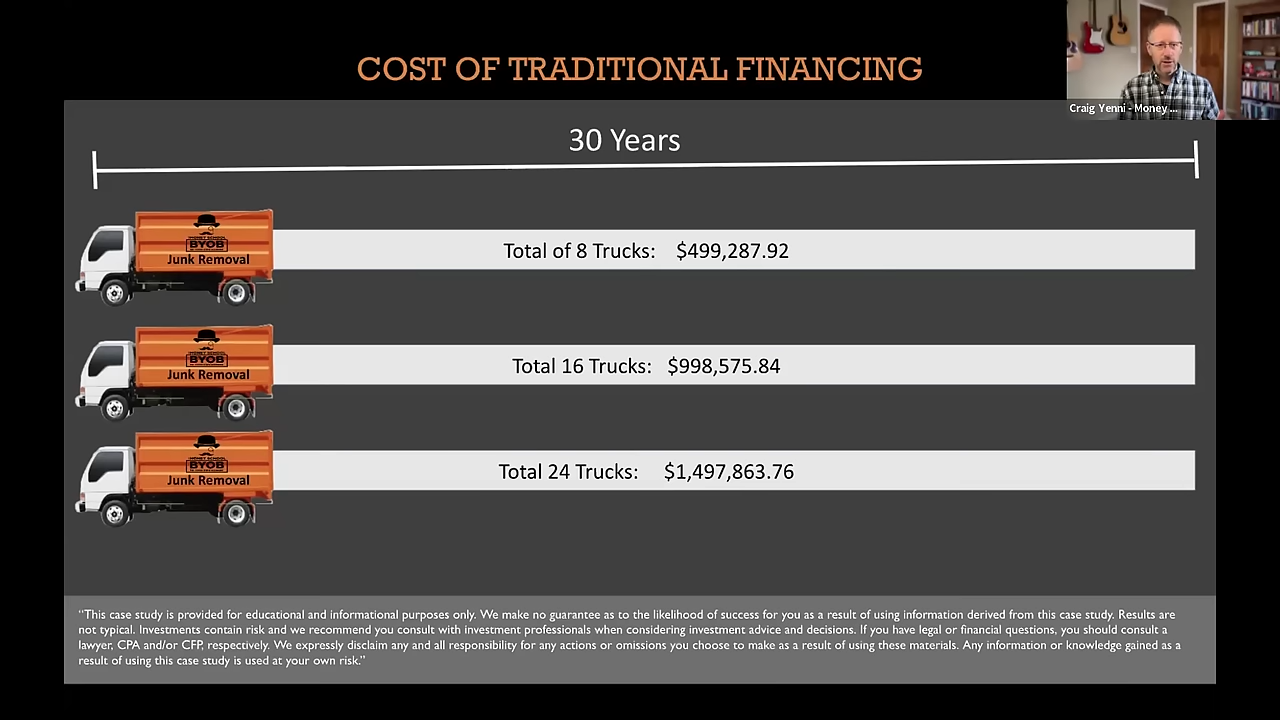 COST OF TRADITIONAL FINANCING
Craig Yenni - Money ...
30 Years
BYOB
Junk Removal
Total of 8 Trucks: $499,287.92
BYOB
Junk Removal
Total 16 Trucks: $998,575.84
BYOB
Junk Removal
Total 24 Trucks: $1,497,863.76
“This case study is provided for educational and informational purposes only. We make no guarantee as to the likelihood of success for you as a result of using information derived from this case study. Results are
not typical. Investments contain risk and we recommend you consult with investment professionals when considering investment advice and decisions. If you have legal or financial questions, you should consult a
lawyer, CPA and/or CFP, respectively. We expressly disclaim any and all responsibility for any actions or omissions you choose to make as a result of using these materials. Any information or knowledge gained as a
result of using this case study is used at your own risk.”